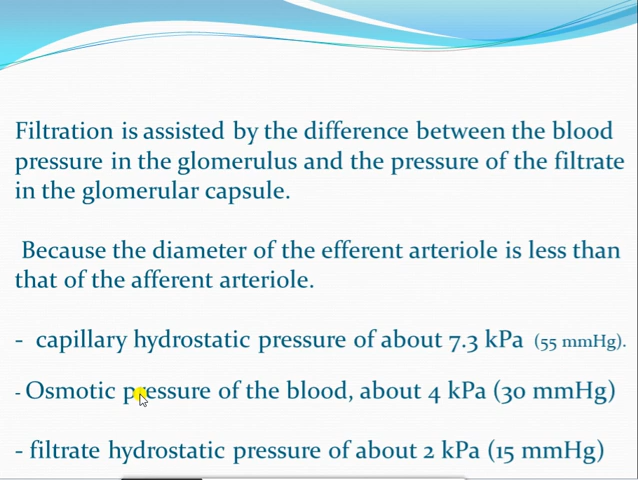 Filtration is assisted by the difference between the blood
pressure in the glomerulus and the pressure of the filtrate
in the glomerular capsule.
Because the diameter of the efferent arteriole is less than
that of the afferent arteriole.
- capillary hydrostatic pressure of about 7.3 kPa (55 mmHg).
- Osmotic pressure of the blood, about 4 kPa (30 mmHg)
- filtrate hydrostatic pressure of about 2 kPa (15 mmHg)